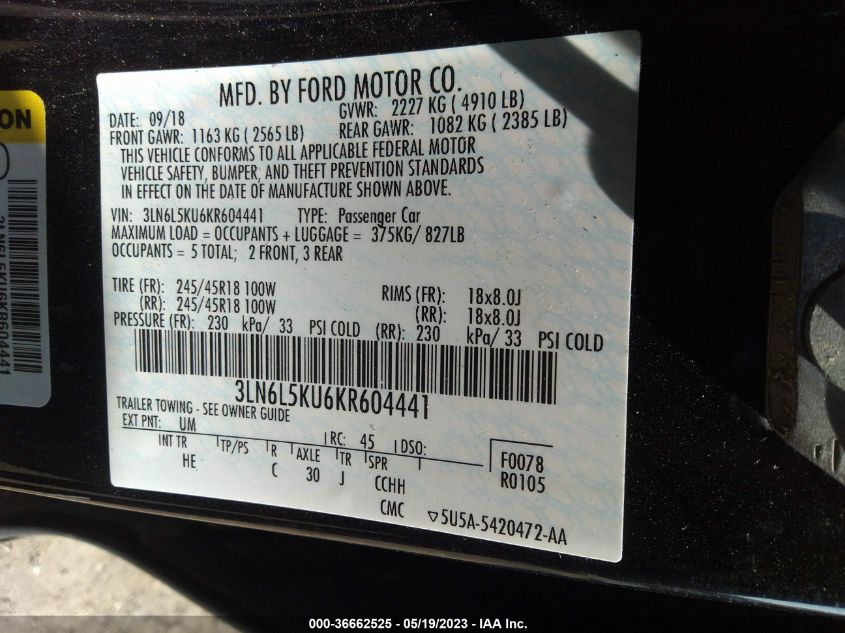 MFD. BY FORD MOTOR CO.
DATE: 09/18 GVWR: 2227 KG ( 4910 LB)
FRONT GAWR: 1163 KG ( 2565 LB) REAR GAWR: 1082 KG ( 2385 LB)
THIS VEHICLE CONFORMS TO ALL APPLICABLE FEDERAL MOTOR
VEHICLE SAFETY, BUMPER, AND THEFT PREVENTION STANDARDS
IN EFFECT ON THE DATE OF MANUFACTURE SHOWN ABOVE.
VIN: 3LN6L5KU6KR604441 TYPE: Passenger Car
MAXIMUM LOAD = OCCUPANTS + LUGGAGE = 375KG/ 827LB
OCCUPANTS = 5 TOTAL; 2 FRONT, 3 REAR
TIRE (FR): 245/45R18 100W RIMS (FR): 18x8.0J
(RR): 245/45R18 100W (RR): 18x8.0J
PRESSURE (FR): 230 kPa/ 33 PSI COLD (RR): 230 kPa/ 33 PSI COLD
3LN6L5KU6KR604441
TRAILER TOWING - SEE OWNER GUIDE
EXT PNT: UM RC: 45 DSO:
INT TR TP/PS R AXLE TR SPR
HE C 30 J CCHH
F0078
R0105
CMC ▽5U5A-5420472-AA
ON
3LN6L5KU6KR604441
000-36662525 - 05/19/2023 - IAA Inc.